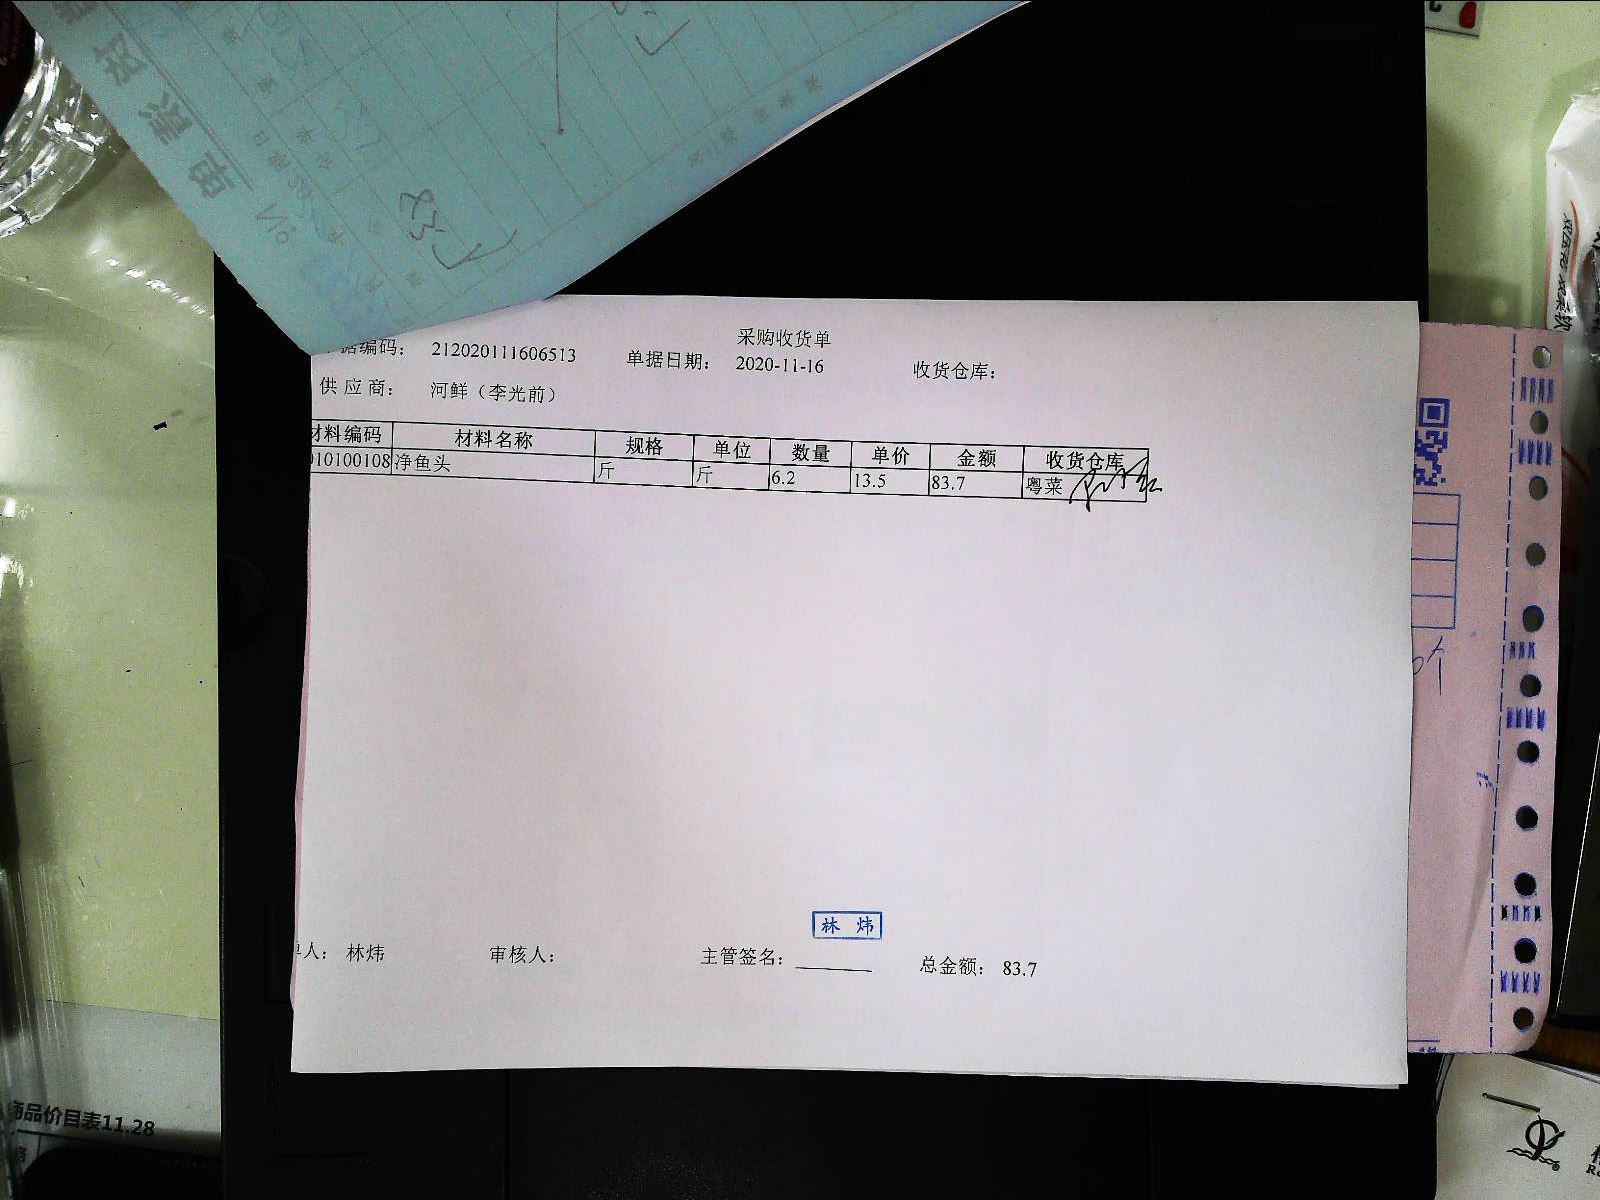 83.7
采购收货单
据编码： 212020111606513 单据日期： 2020-11-16 收货仓库：
供应商： 河鲜（李光前）
材料编码 材料名称 规格 单位 数量 单价 金额 收货仓库
010100108 净鱼头 斤 斤 6.2 13.5 83.7 粤菜
林炜
单人： 林炜 审核人： 主管签名： 总金额： 83.7
商品价目表11.28